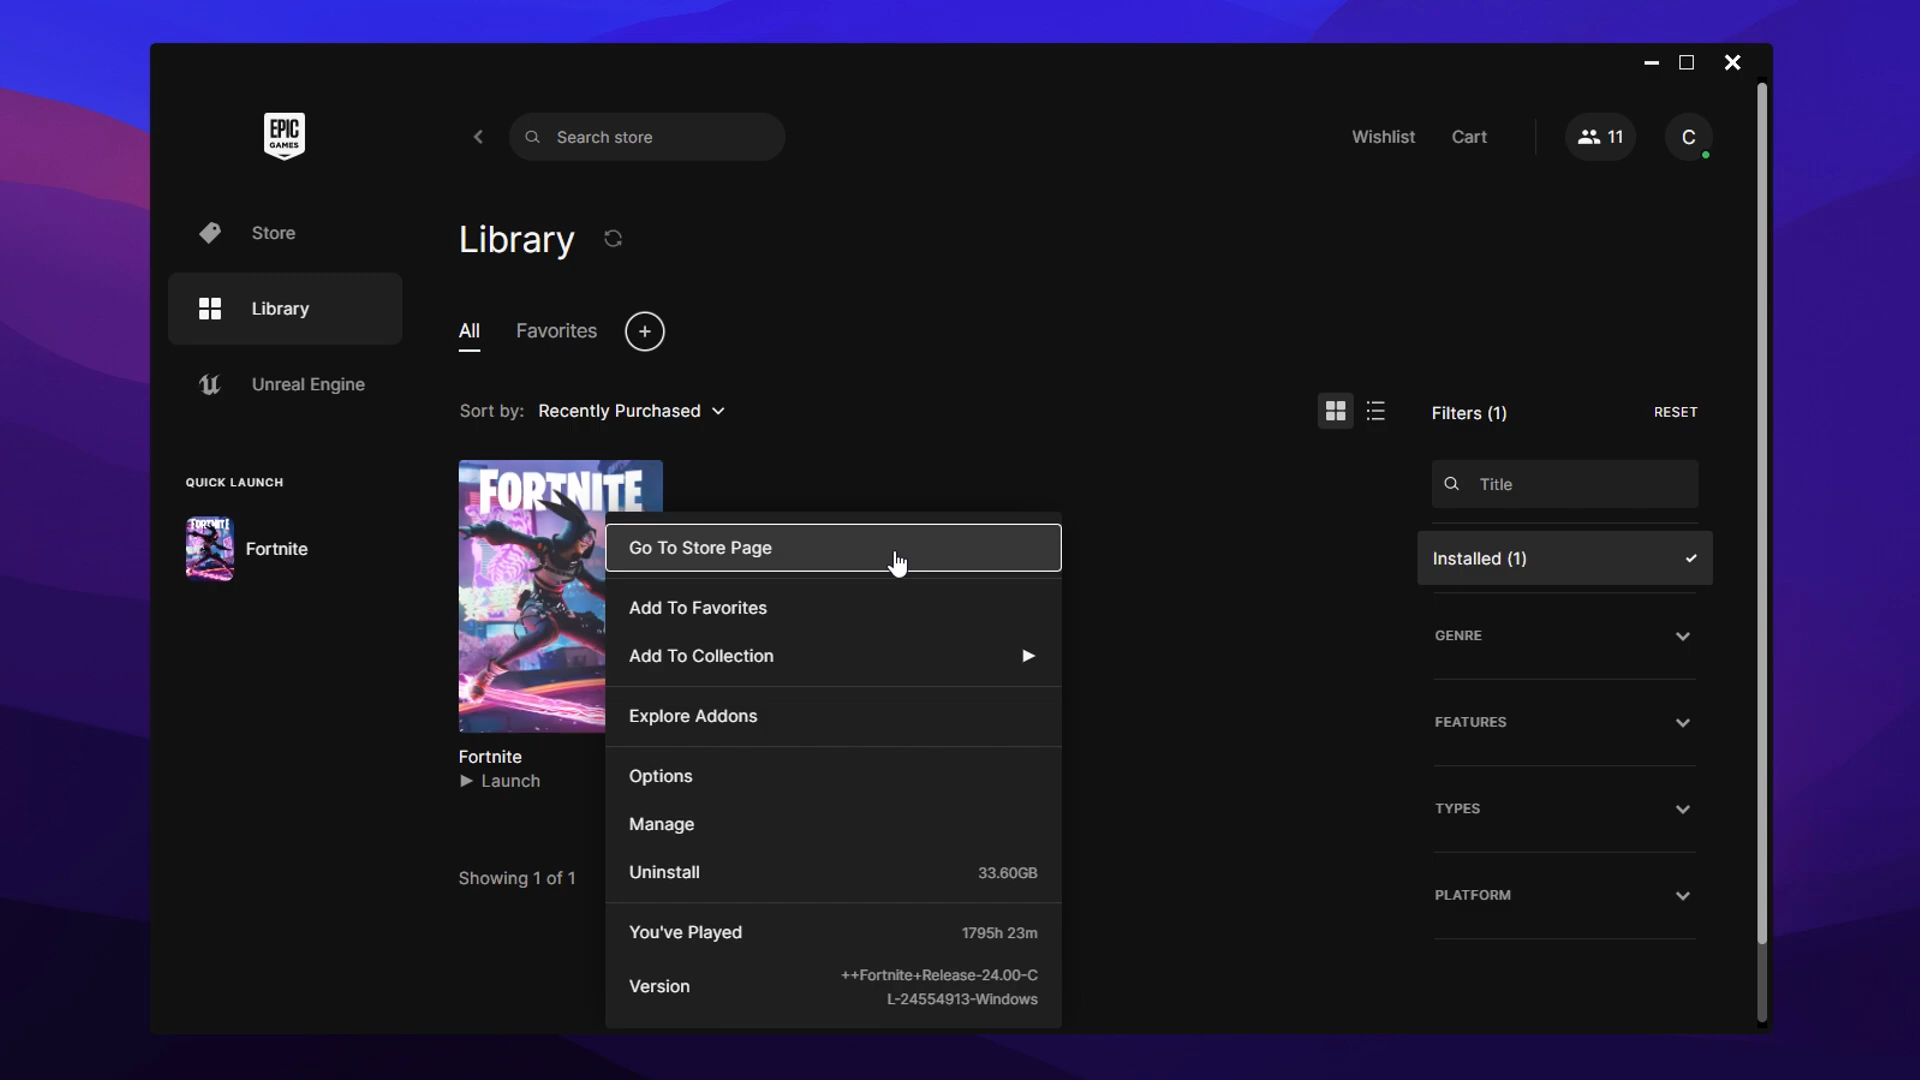 EPIC
GAMES
Search store
Wishlist
Cart
11
C
Store
Library
Unreal Engine
QUICK LAUNCH
FORTNITE
Fortnite
Library
All
Favorites
Sort by: Recently Purchased
FORTNITE
Fortnite
Launch
Showing 1 of 1
Go To Store Page
Add To Favorites
Add To Collection
Explore Addons
Options
Manage
Uninstall 33.60GB
You've Played 1795h 23m
Version ++Fortnite+Release-24.00-C
L-24554913-Windows
Filters (1) RESET
Title
Installed (1)
GENRE
FEATURES
TYPES
PLATFORM